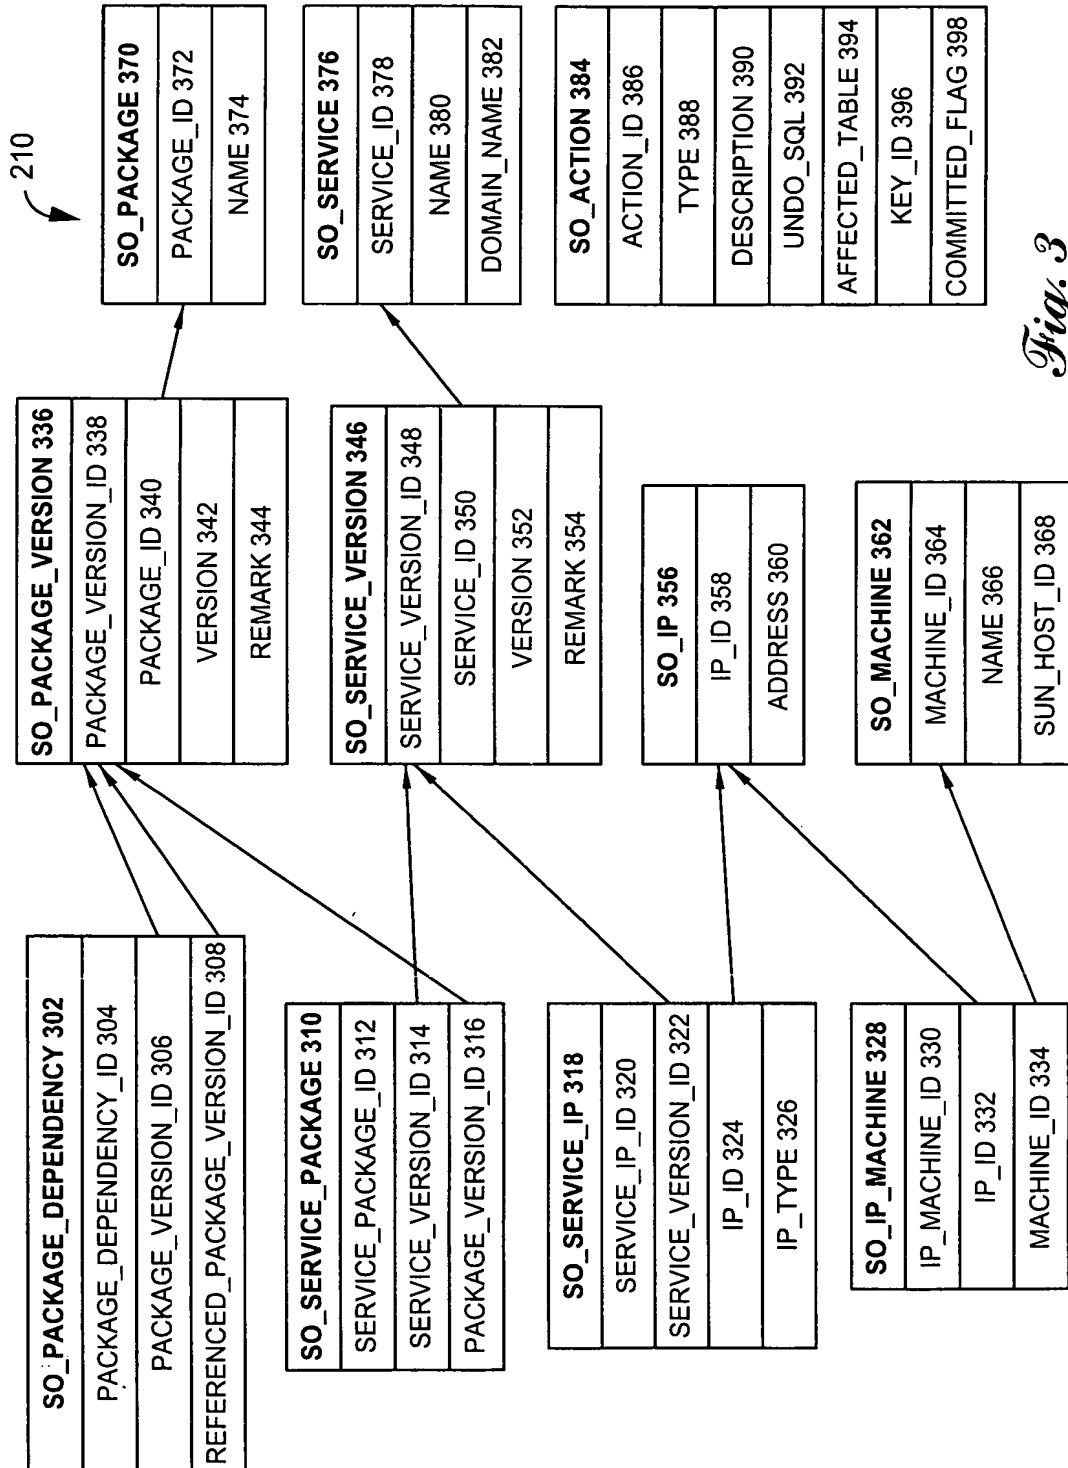 210
SO_PACKAGE_DEPENDENCY 302
PACKAGE_DEPENDENCY_ID 304
PACKAGE_VERSION_ID 306
REFERENCED_PACKAGE_VERSION_ID 308
SO_SERVICE_PACKAGE 310
SERVICE_PACKAGE_ID 312
SERVICE_VERSION_ID 314
PACKAGE_VERSION_ID 316
SO_SERVICE_IP 318
SERVICE_IP_ID 320
SERVICE_VERSION_ID 322
IP_ID 324
IP_TYPE 326
SO_IP_MACHINE 328
IP_MACHINE_ID 330
IP_ID 332
MACHINE_ID 334
SO_PACKAGE_VERSION 336
PACKAGE_VERSION_ID 338
PACKAGE_ID 340
VERSION 342
REMARK 344
SO_SERVICE_VERSION 346
SERVICE_VERSION_ID 348
SERVICE_ID 350
VERSION 352
REMARK 354
SO_IP 356
IP_ID 358
ADDRESS 360
SO_MACHINE 362
MACHINE_ID 364
NAME 366
SUN_HOST_ID 368
SO_PACKAGE 370
PACKAGE_ID 372
NAME 374
SO_SERVICE 376
SERVICE_ID 378
NAME 380
DOMAIN_NAME 382
SO_ACTION 384
ACTION_ID 386
TYPE 388
DESCRIPTION 390
UNDO_SQL 392
AFFECTED_TABLE 394
KEY_ID 396
COMMITTED_FLAG 398
Fig. 3